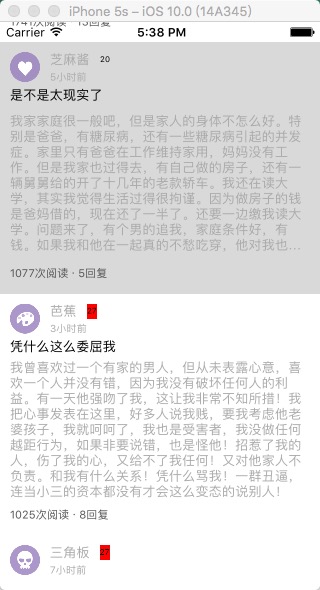 iPhone 5s – iOS 10.0 (14A345)
Carrier 5:38 PM
芝麻酱 20
5小时前
是不是太现实了
我家家庭很一般吧，但是家人的身体不怎么好。特
别是爸爸，有糖尿病，还有一些糖尿病引起的并发
症。家里只有爸爸在工作维持家用，妈妈没有工
作。但是我家也过得去，有自己做的房子，还有一
辆舅舅给的开了十几年的老款轿车。我还在读大
学，其实我觉得生活过得很拘谨。因为做房子的钱
是爸妈借的，现在还了一半了。还要一边缴我读大
学。问题来了，有个男的追我，家庭条件好，有
钱。如果我和他在一起真的不愁吃穿，他对我也...
1077次阅读 · 5回复
芭蕉 27
3小时前
凭什么这么委屈我
我曾喜欢过一个有家的男人，但从未表露心意，喜
欢一个人并没有错，因为我没有破坏任何人的利
益。有一天他强吻了我，这让我非常不知所措！我
把心事发表在这里，好多人说我贱，要我考虑他老
婆孩子，我就呵呵了，我也是受害者，我没做任何
越距行为，如果非要说错，也是怪他！招惹了我的
人，伤了我的心，又给不了我任何！又对他家人不
负责。和我有什么关系！凭什么骂我！一群丑逼，
连当小三的资本都没有才会这么变态的说别人！
1025次阅读 · 8回复
三角板 27
7小时前